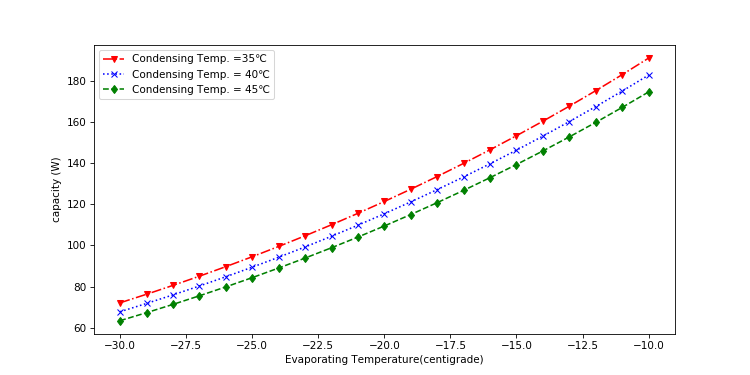 Condensing Temp. =35℃
Condensing Temp. = 40℃
Condensing Temp. = 45℃
180
160
140
120
100
80
60
capacity (W)
−30.0 −27.5 −25.0 −22.5 −20.0 −17.5 −15.0 −12.5 −10.0
Evaporating Temperature(centigrade)